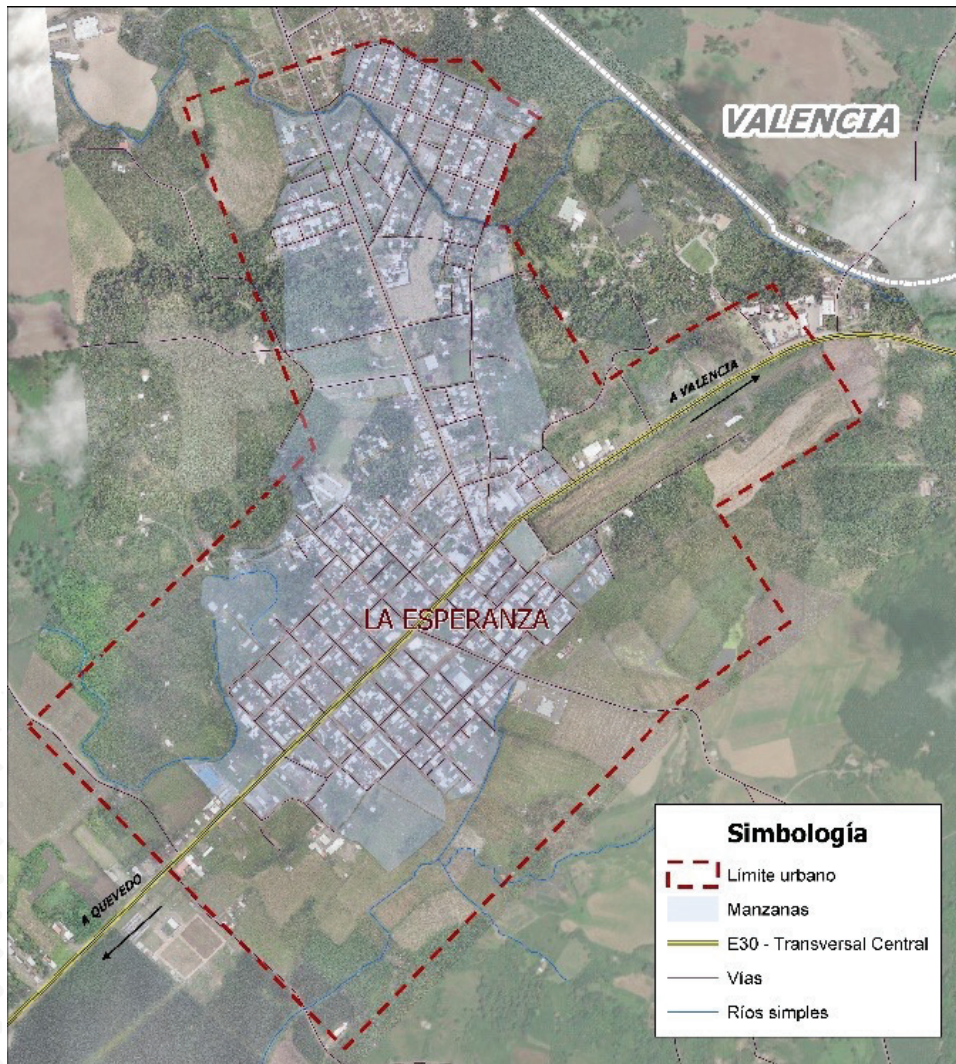 VALENCIA
A VALENCIA
LA ESPERANZA
A QUEVEDO
Simbología
Límite urbano
Manzanas
E30 - Transversal Central
Vías
Ríos simples